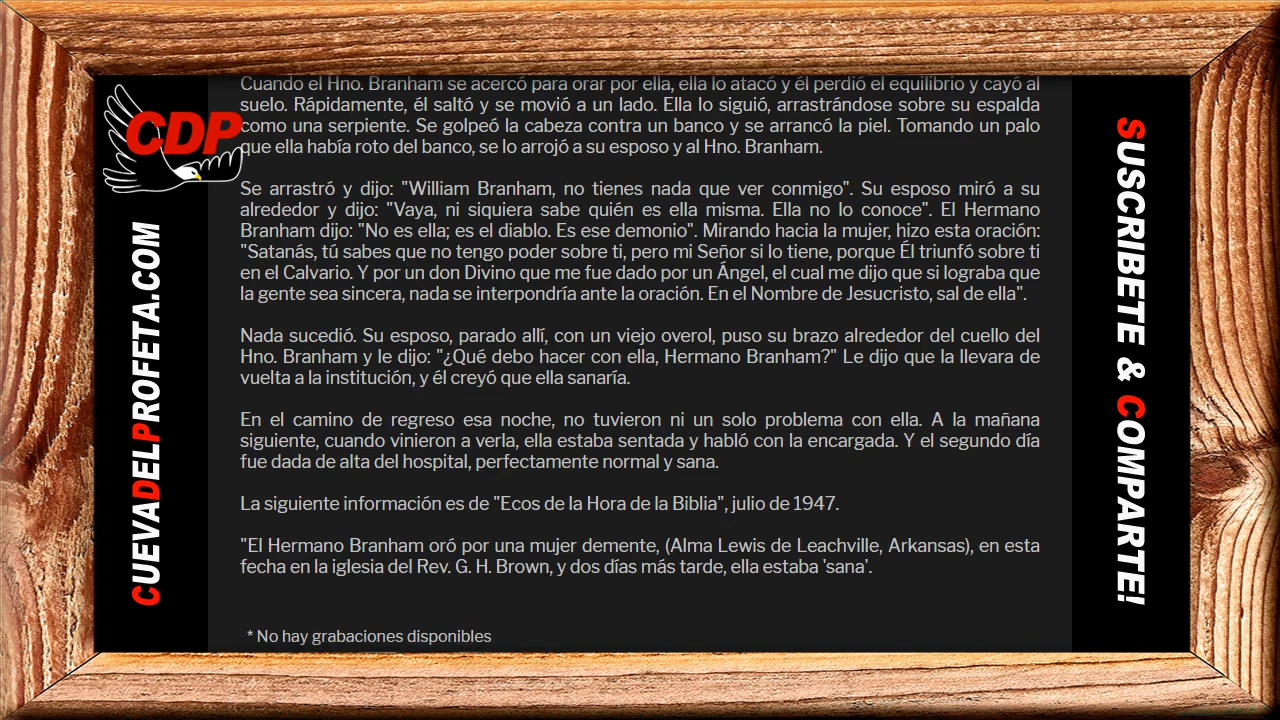 Cuando el Hno. Branham se acercó para orar por ella, ella lo atacó y él perdió el equilibrio y cayó al
suelo. Rápidamente, él saltó y se movió a un lado. Ella lo siguió, arrastrándose sobre su espalda
como una serpiente. Se golpeó la cabeza contra un banco y se arrancó la piel. Tomando un palo
que ella había roto del banco, se lo arrojó a su esposo y al Hno. Branham.
Se arrastró y dijo: "William Branham, no tienes nada que ver conmigo". Su esposo miró a su
alrededor y dijo: "Vaya, ni siquiera sabe quién es ella misma. Ella no lo conoce". El Hermano
Branham dijo: "No es ella; es el diablo. Es ese demonio". Mirando hacia la mujer, hizo esta oración:
"Satanás, tú sabes que no tengo poder sobre ti, pero mi Señor si lo tiene, porque Él triunfó sobre ti
en el Calvario. Y por un don Divino que me fue dado por un Ángel, el cual me dijo que si lograba que
la gente sea sincera, nada se interpondría ante la oración. En el Nombre de Jesucristo, sal de ella".
Nada sucedió. Su esposo, parado allí, con un viejo overol, puso su brazo alrededor del cuello del
Hno. Branham y le dijo: "¿Qué debo hacer con ella, Hermano Branham?" Le dijo que la llevara de
vuelta a la institución, y él creyó que ella sanaría.
En el camino de regreso esa noche, no tuvieron ni un solo problema con ella. A la mañana
siguiente, cuando vinieron a verla, ella estaba sentada y habló con la encargada. Y el segundo día
fue dada de alta del hospital, perfectamente normal y sana.
La siguiente información es de "Ecos de la Hora de la Biblia", julio de 1947.
"El Hermano Branham oró por una mujer demente, (Alma Lewis de Leachville, Arkansas), en esta
fecha en la iglesia del Rev. G. H. Brown, y dos días más tarde, ella estaba 'sana'.
* No hay grabaciones disponibles
CDP
CUEVADELPROFETA.COM
SUSCRIBETE & COMPARTE!